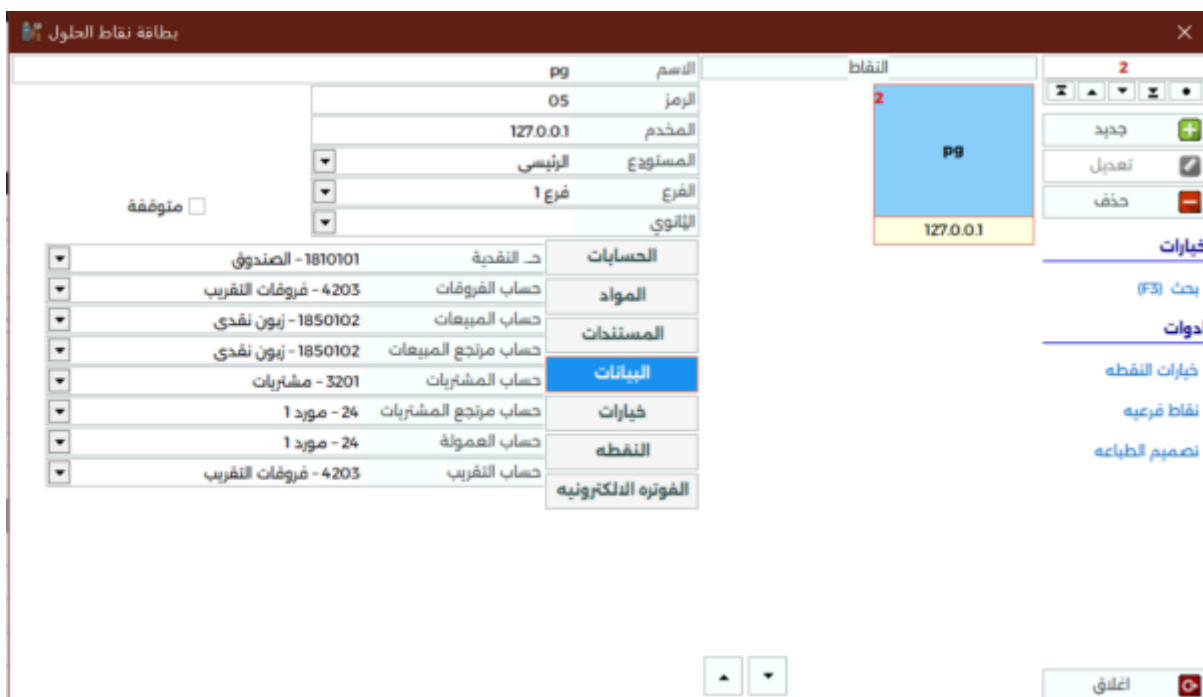 بطاقة نقاط الحلول
2
جديد
تعديل
حذف
خيارات
بحث (F3)
ادوات
خيارات النقطه
نقاط فرعيه
تصميم الطباعه
اغلاق
النقاط
2
pg
127.0.0.1
الاسم pg
الرمز 05
المخدم 127.0.0.1
المستودع الرئيسي
الفرع فرع 1
الثانوي
متوقفة
الحسابات
المواد
المستندات
البيانات
خيارات
النقطه
الفوتره الالكترونيه
حـ النقدية 1810101 - الصندوق
حساب الفروقات 4203 - فروقات التقريب
حساب المبيعات 1850102 - زبون نقدي
حساب مرتجع المبيعات 1850102 - زبون نقدي
حساب المشتريات 3201 - مشتريات
حساب مرتجع المشتريات 24 - مورد 1
حساب العمولة 24 - مورد 1
حساب التقريب 4203 - فروقات التقريب